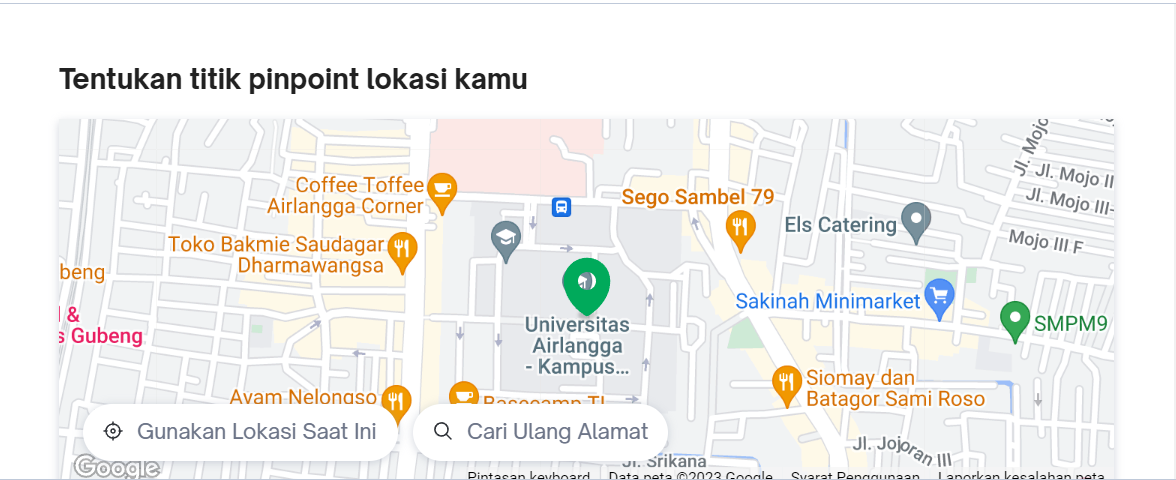 Tentukan titik pinpoint lokasi kamu
Jl. Mojo
Jl. Mojo II
Jl. Mojo III-
Mojo III F
Coffee Toffee
Airlangga Corner
Sego Sambel 79
Els Catering
Toko Bakmie Saudagar
Dharmawangsa
beng
Sakinah Minimarket
l &
s Gubeng
Universitas
Airlangga
- Kampus...
SMPM9
Siomay dan
Batagor Sami Roso
Ayam Nelongso
Basecamp TI
Gunakan Lokasi Saat Ini
Cari Ulang Alamat
Jl. Jojoran III
Jl. Srikana
Google
Pintasan keyboard
Data peta ©2023 Google
Syarat Penggunaan
Laporkan kesalahan peta